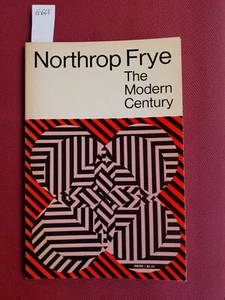 Northrop Frye
The
Modern
Century